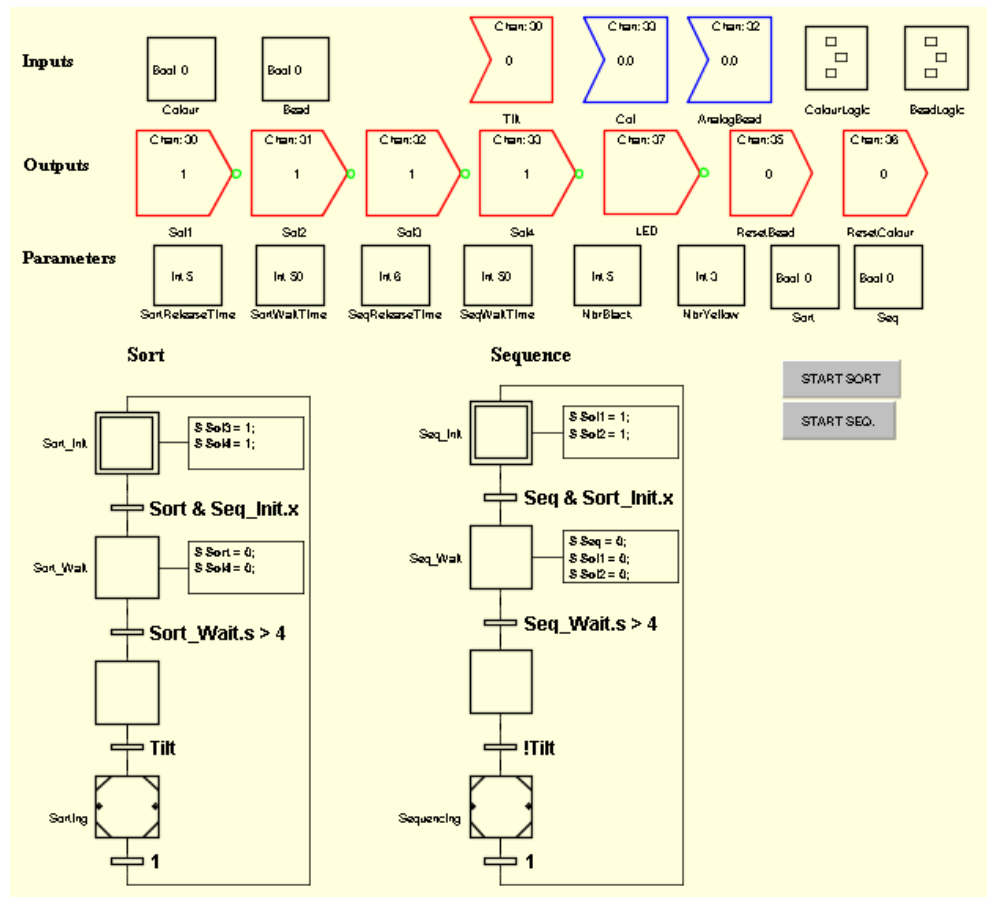 Inputs
Bool 0
Colour
Bool 0
Bead
Chan: 30
0
Tilt
Chan: 33
0.0
Col
Chan: 32
0.0
AnalogBead
ColourLogic
BeadLogic
Outputs
Chan: 30
1
Sol1
Chan: 31
1
Sol2
Chan: 32
1
Sol3
Chan: 33
1
Sol4
Chan: 37
LED
Chan: 35
0
ResetBead
Chan: 36
0
ResetColour
Parameters
Int 5
SortReleaseTime
Int 50
SortWaitTime
Int 6
SeqReleaseTime
Int 50
SeqWaitTime
Int 5
NbrBlack
Int 3
NbrYellow
Bool 0
Sort
Bool 0
Seq
Sort
Sort_Init
S Sol3 = 1;
S Sol4 = 1;
Sort & Seq_Init.x
Sort_Wait
S Sort = 0;
S Sol4 = 0;
Sort_Wait.s > 4
Tilt
Sorting
1
Sequence
Seq_Init
S Sol1 = 1;
S Sol2 = 1;
Seq & Sort_Init.x
Seq_Wait
S Seq = 0;
S Sol1 = 0;
S Sol2 = 0;
Seq_Wait.s > 4
!Tilt
Sequencing
1
START SORT
START SEQ.